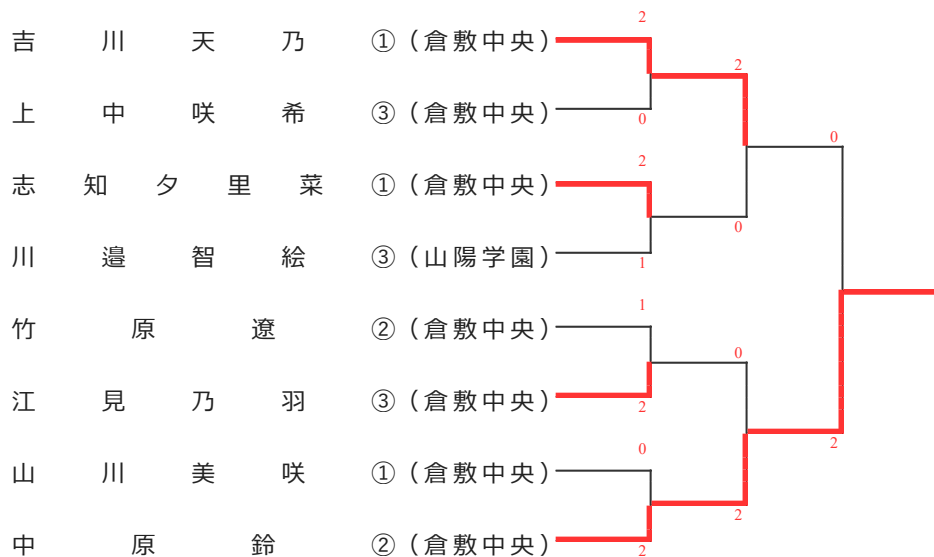 2
吉川天乃 ①(倉敷中央)
2
上中咲希 ③(倉敷中央)
0
0
2
志知夕里菜 ①(倉敷中央)
0
川邉智絵 ③(山陽学園)
1
1
竹原遼 ②(倉敷中央)
0
江見乃羽 ③(倉敷中央)
2
2
0
山川美咲 ①(倉敷中央)
2
中原鈴 ②(倉敷中央)
2